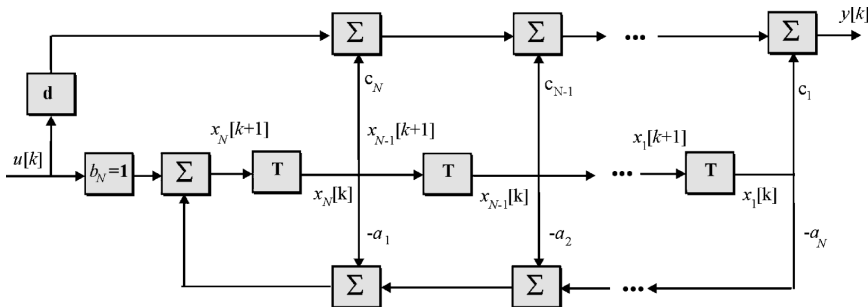 Σ Σ ••• Σ y[k]
d c_N c_{N-1} c_1
x_N[k+1] x_{N-1}[k+1] x_1[k+1]
u[k] b_N=1 Σ T T ••• T
x_N[k] x_{N-1}[k] x_1[k]
-a_1 -a_2 -a_N
Σ Σ •••